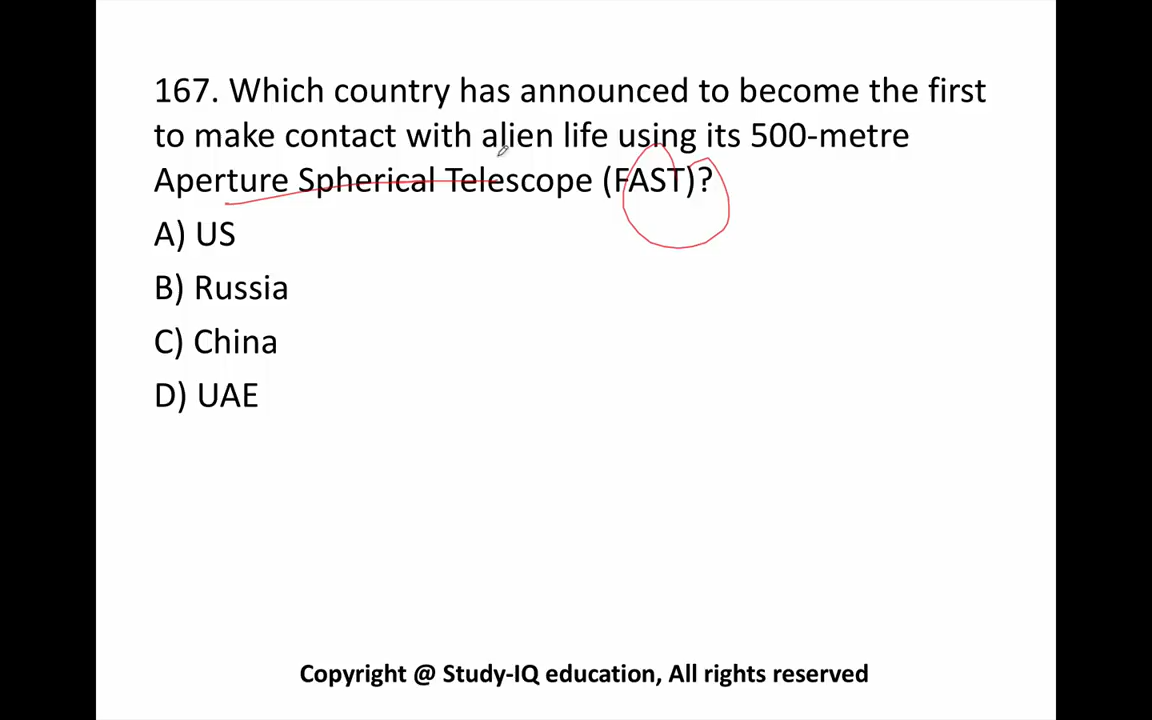 167. Which country has announced to become the first
to make contact with alien life using its 500-metre
Aperture Spherical Telescope (FAST)?
A) US
B) Russia
C) China
D) UAE
Copyright @ Study-IQ education, All rights reserved